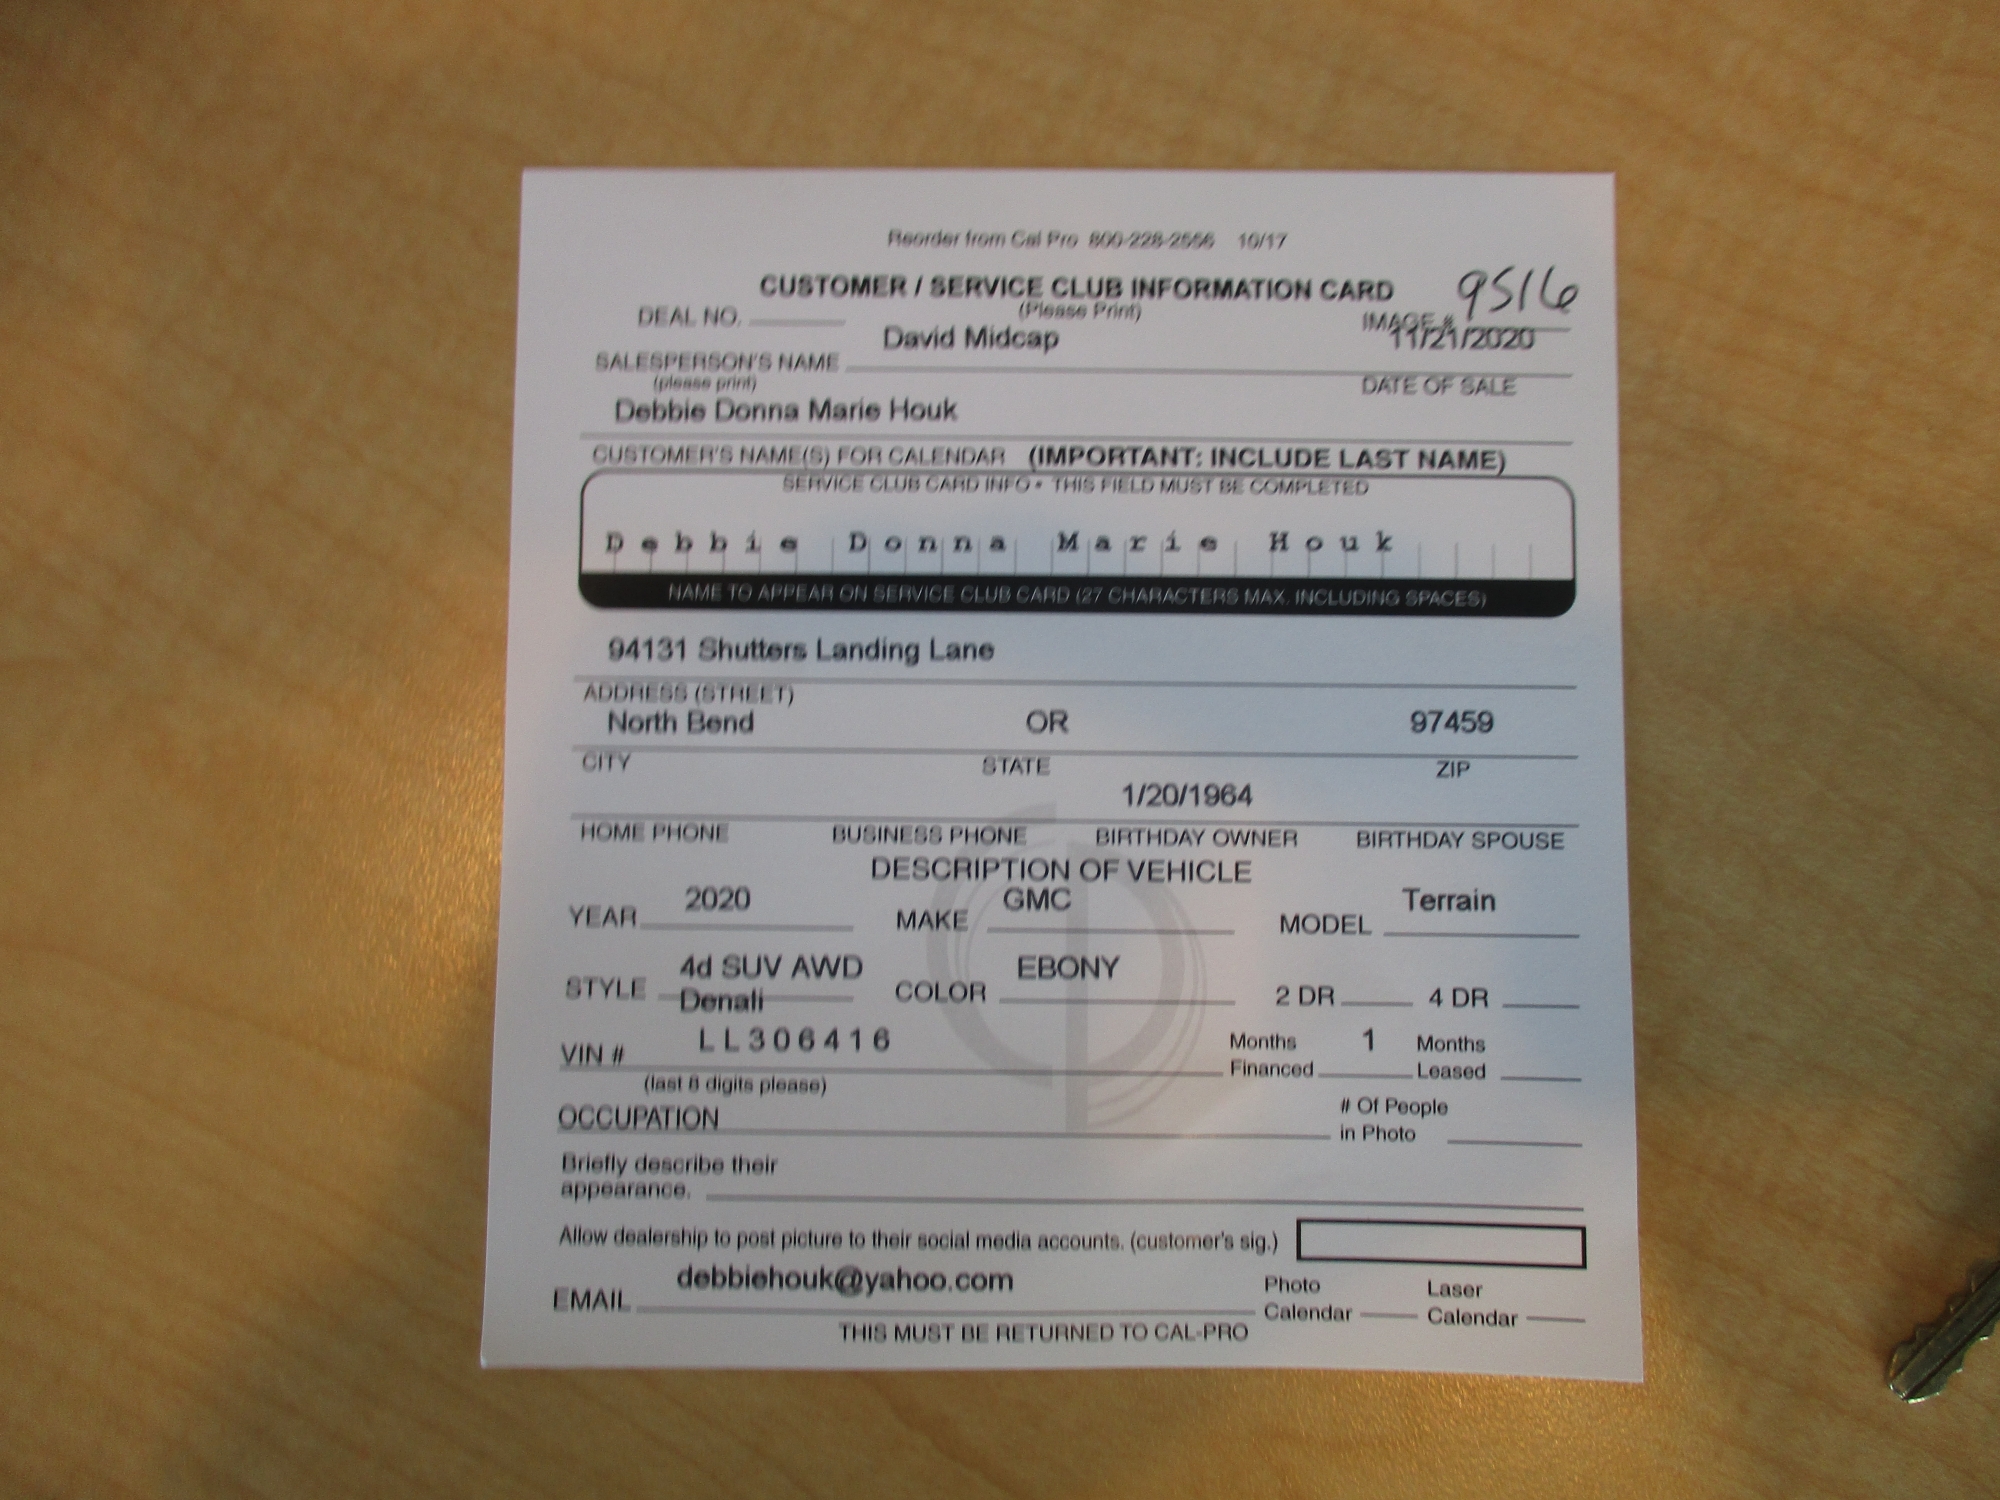 Reorder from Cal Pro 800-228-2556 10/17
CUSTOMER / SERVICE CLUB INFORMATION CARD
9516
DEAL NO.
(Please Print)
IMAGE #
David Midcap
11/21/2020
SALESPERSON'S NAME
(please print)
DATE OF SALE
Debbie Donna Marie Houk
CUSTOMER'S NAME(S) FOR CALENDAR (IMPORTANT: INCLUDE LAST NAME)
SERVICE CLUB CARD INFO • THIS FIELD MUST BE COMPLETED
Debbie Donna Marie Houk
NAME TO APPEAR ON SERVICE CLUB CARD (27 CHARACTERS MAX. INCLUDING SPACES)
94131 Shutters Landing Lane
ADDRESS (STREET)
North Bend OR 97459
CITY STATE ZIP
1/20/1964
HOME PHONE BUSINESS PHONE BIRTHDAY OWNER BIRTHDAY SPOUSE
DESCRIPTION OF VEHICLE
YEAR 2020 MAKE GMC MODEL Terrain
STYLE 4d SUV AWD Denali COLOR EBONY 2 DR 4 DR
VIN # LL306416 Months Financed 1 Months Leased
(last 8 digits please)
OCCUPATION # Of People in Photo
Briefly describe their
appearance.
Allow dealership to post picture to their social media accounts. (customer's sig.)
EMAIL debbiehouk@yahoo.com Photo Calendar Laser Calendar
THIS MUST BE RETURNED TO CAL-PRO